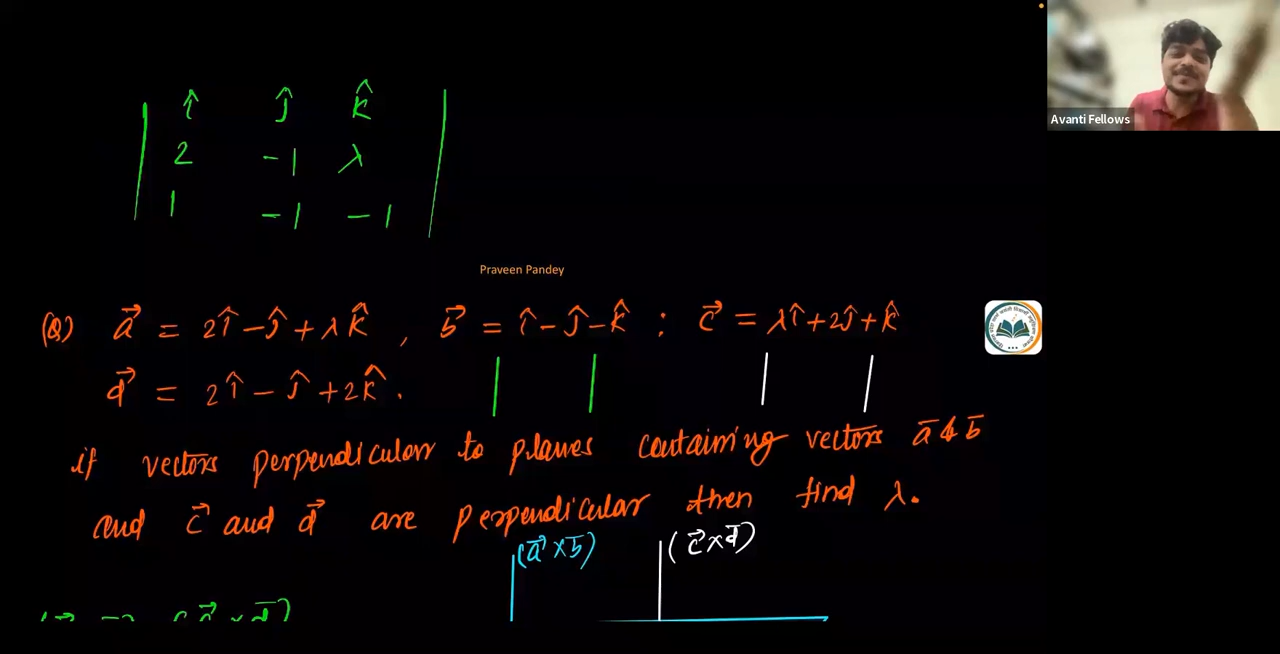 î ĵ k̂
2 -1 λ
1 -1 -1
Avanti Fellows
Praveen Pandey
(Q) a⃗ = 2î - ĵ + λk̂ , b⃗ = î - ĵ - k̂ : c⃗ = λî + 2ĵ + k̂
d⃗ = 2î - ĵ + 2k̂ .
if vectors perpendicular to planes containing vectors a̅ & b̅
and c⃗ and d⃗ are perpendicular then find λ.
(a⃗ × b̅) (c⃗ × d̅)